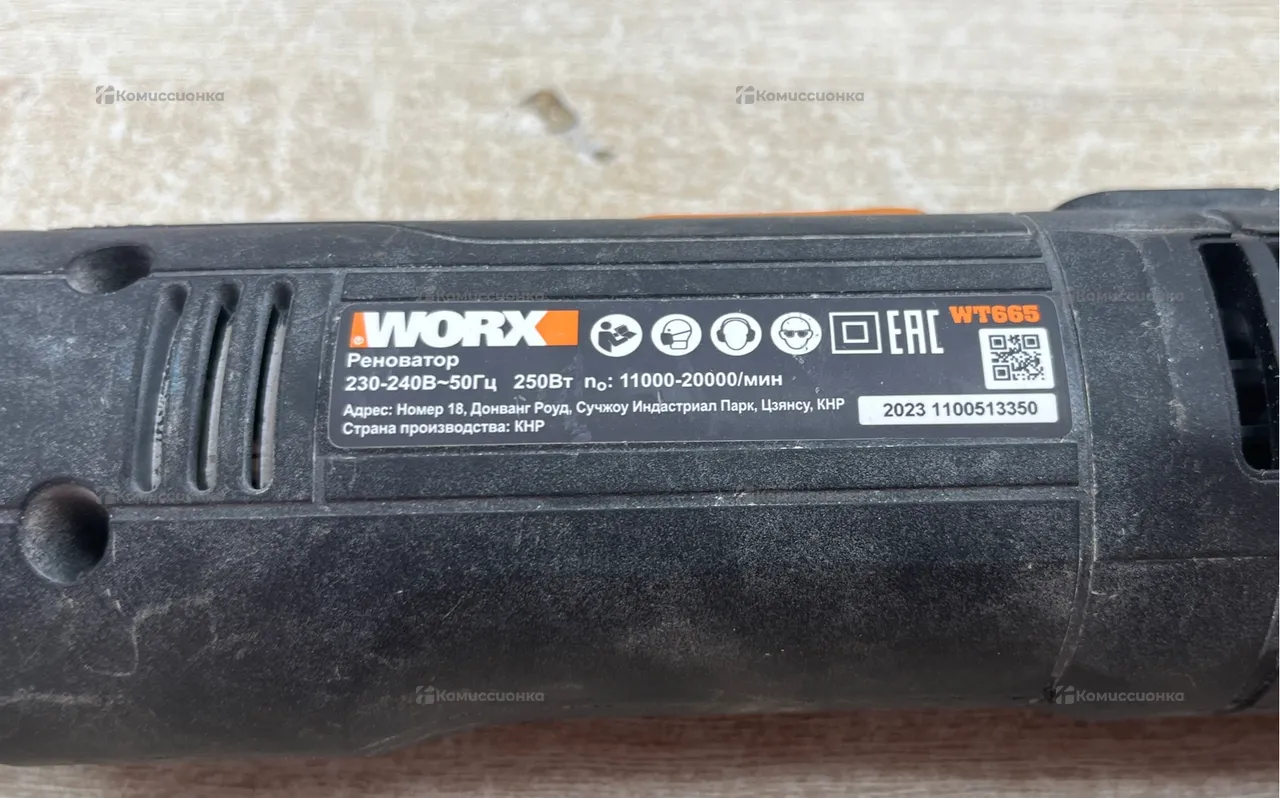 Комиссионка Комиссионка
WORX
®
EAC WT665
Реноватор
230-240В~50Гц 250Вт n₀: 11000-20000/мин
Адрес: Номер 18, Донванг Роуд, Сучжоу Индастриал Парк, Цзянсу, КНР
2023 1100513350
Страна производства: КНР
Комиссионка Комиссионка